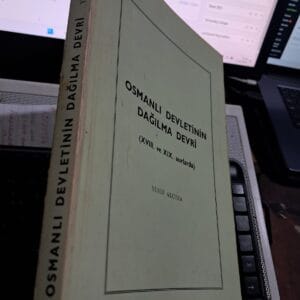 OSMANLI DEVLETİNİN
DAĞILMA DEVRİ
(XVIII. ve XIX. asırlarda)
OSMANLI DEVLETİNİN DAĞILMA DEVRİ